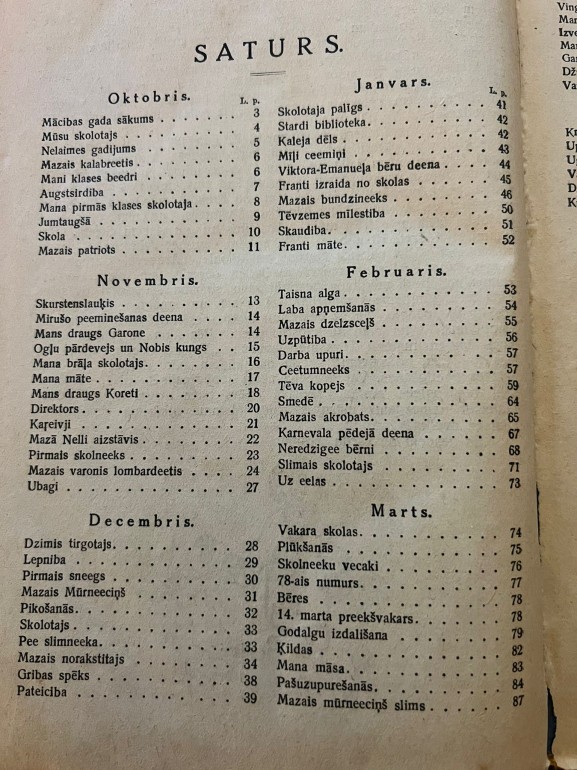 SATURS.
Oktobris.
L. p.
Mācibas gada sākums . . . . . . . 3
Mūsu skolotajs . . . . . . . . . 4
Nelaimes gadijums . . . . . . . 5
Mazais kalabreetis . . . . . . . 6
Mani klases beedri . . . . . . . 6
Augstsirdiba . . . . . . . . . . 7
Mana pirmās klases skolotaja . . . 8
Jumtaugšā . . . . . . . . . . . 9
Skola . . . . . . . . . . . . . 10
Mazais patriots . . . . . . . . 11
Novembris.
Skurstenslauķis . . . . . . . . 13
Mirušo peeminešanas deena . . . . 14
Mans draugs Garone . . . . . . . 14
Ogļu pārdevejs un Nobis kungs . . 15
Mana brāļa skolotajs. . . . . . . 16
Mana māte . . . . . . . . . . . 17
Mans draugs Ķoreti . . . . . . . 18
Direktors . . . . . . . . . . . 20
Kaŗeivji . . . . . . . . . . . . 21
Mazā Nelli aizstāvis . . . . . . 22
Pirmais skolneeks . . . . . . . 23
Mazais varonis lombardeetis . . . 24
Ubagi . . . . . . . . . . . . . 27
Decembris.
Dzimis tirgotajs. . . . . . . . . 28
Lepniba . . . . . . . . . . . . 29
Pirmais sneegs . . . . . . . . . 30
Mazais Mūrneeciņš . . . . . . . 31
Pikošanās. . . . . . . . . . . . 32
Skolotajs . . . . . . . . . . . 33
Pee slimneeka. . . . . . . . . . 33
Mazais norakstitajs . . . . . . . 34
Gribas spēks . . . . . . . . . . 38
Pateiciba . . . . . . . . . . . 39
Janvars.
L. p.
Skolotaja palīgs . . . . . . . . 41
Stardi biblioteka . . . . . . . . 42
Kaleja dēls . . . . . . . . . . 42
Mīļi ceemiņi . . . . . . . . . . 43
Viktora-Emanueļa bēru deena . . . 44
Franti izraida no skolas . . . . . 45
Mazais bundzineeks . . . . . . . 46
Tēvzemes mīlestiba . . . . . . . 50
Skaudiba. . . . . . . . . . . . 51
Franti māte. . . . . . . . . . . 52
Februaris.
Taisna alga . . . . . . . . . . 53
Laba apņemšanās . . . . . . . . 54
Mazais dzelzsceļš . . . . . . . . 55
Uzpūtiba . . . . . . . . . . . . 56
Darba upuri . . . . . . . . . . 57
Ceetumneeks . . . . . . . . . . 57
Tēva kopejs . . . . . . . . . . 59
Smedē . . . . . . . . . . . . . 64
Mazais akrobats. . . . . . . . . 65
Karnevala pēdejā deena . . . . . 67
Neredzigee bērni . . . . . . . . 68
Slimais skolotajs . . . . . . . . 71
Uz eelas . . . . . . . . . . . . 73
Marts.
Vakara skolas. . . . . . . . . . 74
Plūkšanās . . . . . . . . . . . 75
Skolneeku vecaki . . . . . . . . 76
78-ais numurs. . . . . . . . . . 77
Bēres . . . . . . . . . . . . . 78
14. marta preekšvakars. . . . . . 78
Godalgu izdališana . . . . . . . 79
Ķildas . . . . . . . . . . . . . 82
Mana māsa. . . . . . . . . . . . 83
Pašuzupurešanās. . . . . . . . . 84
Mazais mūrneeciņš slims . . . . . 87